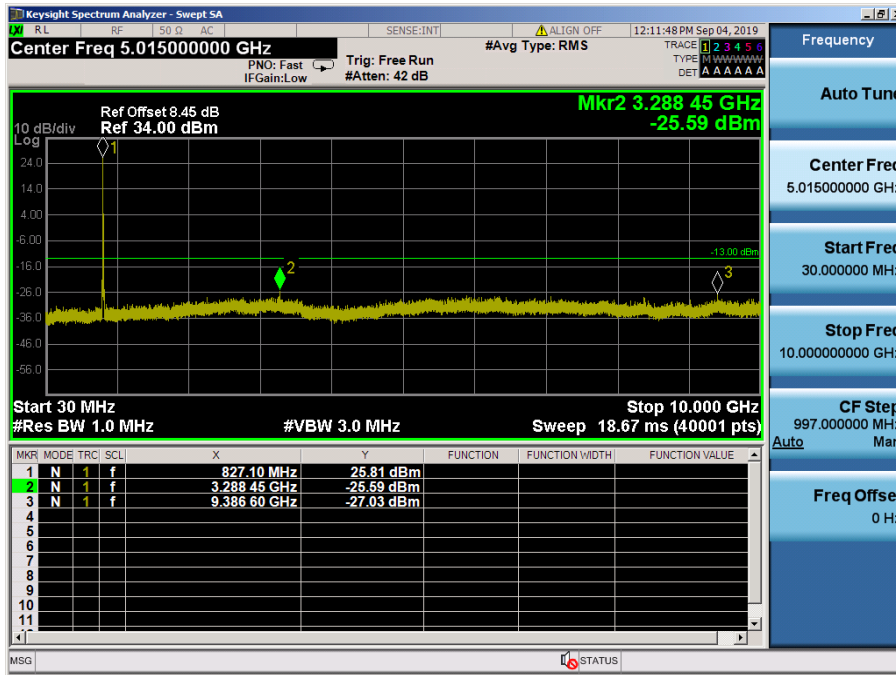 Keysight Spectrum Analyzer - Swept SA
LXI RL RF 50 Ω AC SENSE:INT ALIGN OFF 12:11:48 PM Sep 04, 2019
Center Freq 5.015000000 GHz
PNO: Fast
IFGain:Low
Trig: Free Run
#Atten: 42 dB
#Avg Type: RMS
TRACE 1 2 3 4 5 6
TYPE M WWWWW
DET A A A A A A
Ref Offset 8.45 dB
10 dB/div Ref 34.00 dBm
Log
Mkr2 3.288 45 GHz
-25.59 dBm
1
24.0
14.0
4.00
-6.00
-13.00 dBm
-16.0
2
3
-26.0
-36.0
-46.0
-56.0
Start 30 MHz Stop 10.000 GHz
#Res BW 1.0 MHz #VBW 3.0 MHz Sweep 18.67 ms (40001 pts)
MKR MODE TRC SCL X Y FUNCTION FUNCTION WIDTH FUNCTION VALUE
1 N 1 f 827.10 MHz 25.81 dBm
2 N 1 f 3.288 45 GHz -25.59 dBm
3 N 1 f 9.386 60 GHz -27.03 dBm
4
5
6
7
8
9
10
11
MSG STATUS
Frequency
Auto Tune
Center Freq
5.015000000 GHz
Start Freq
30.000000 MHz
Stop Freq
10.000000000 GHz
CF Step
997.000000 MHz
Auto Man
Freq Offset
0 Hz